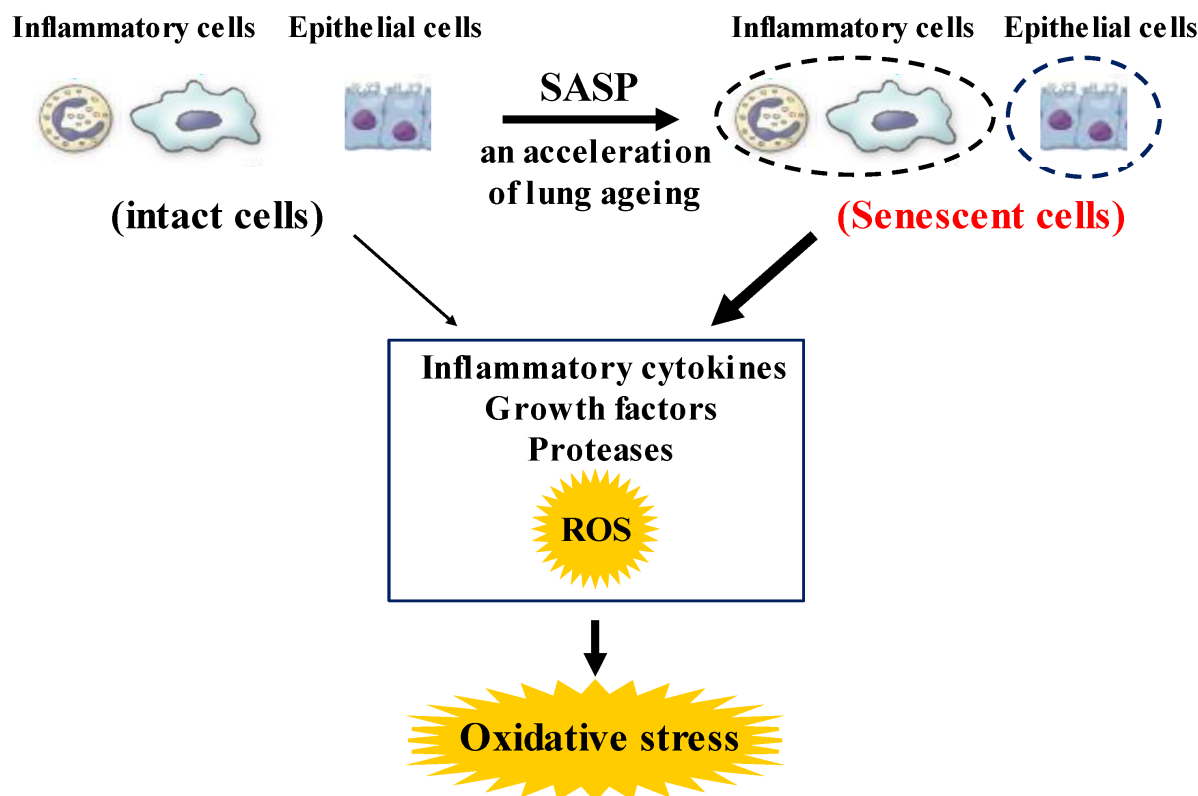 Inflammatory cells
Epithelial cells
Inflammatory cells
Epithelial cells
SASP
an acceleration
of lung ageing
(intact cells)
(Senescent cells)
Inflammatory cytokines
Growth factors
Proteases
ROS
Oxidative stress